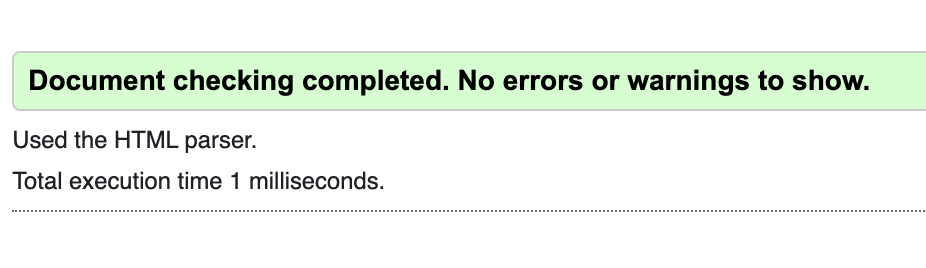 Document checking completed. No errors or warnings to show.
Used the HTML parser.
Total execution time 1 milliseconds.